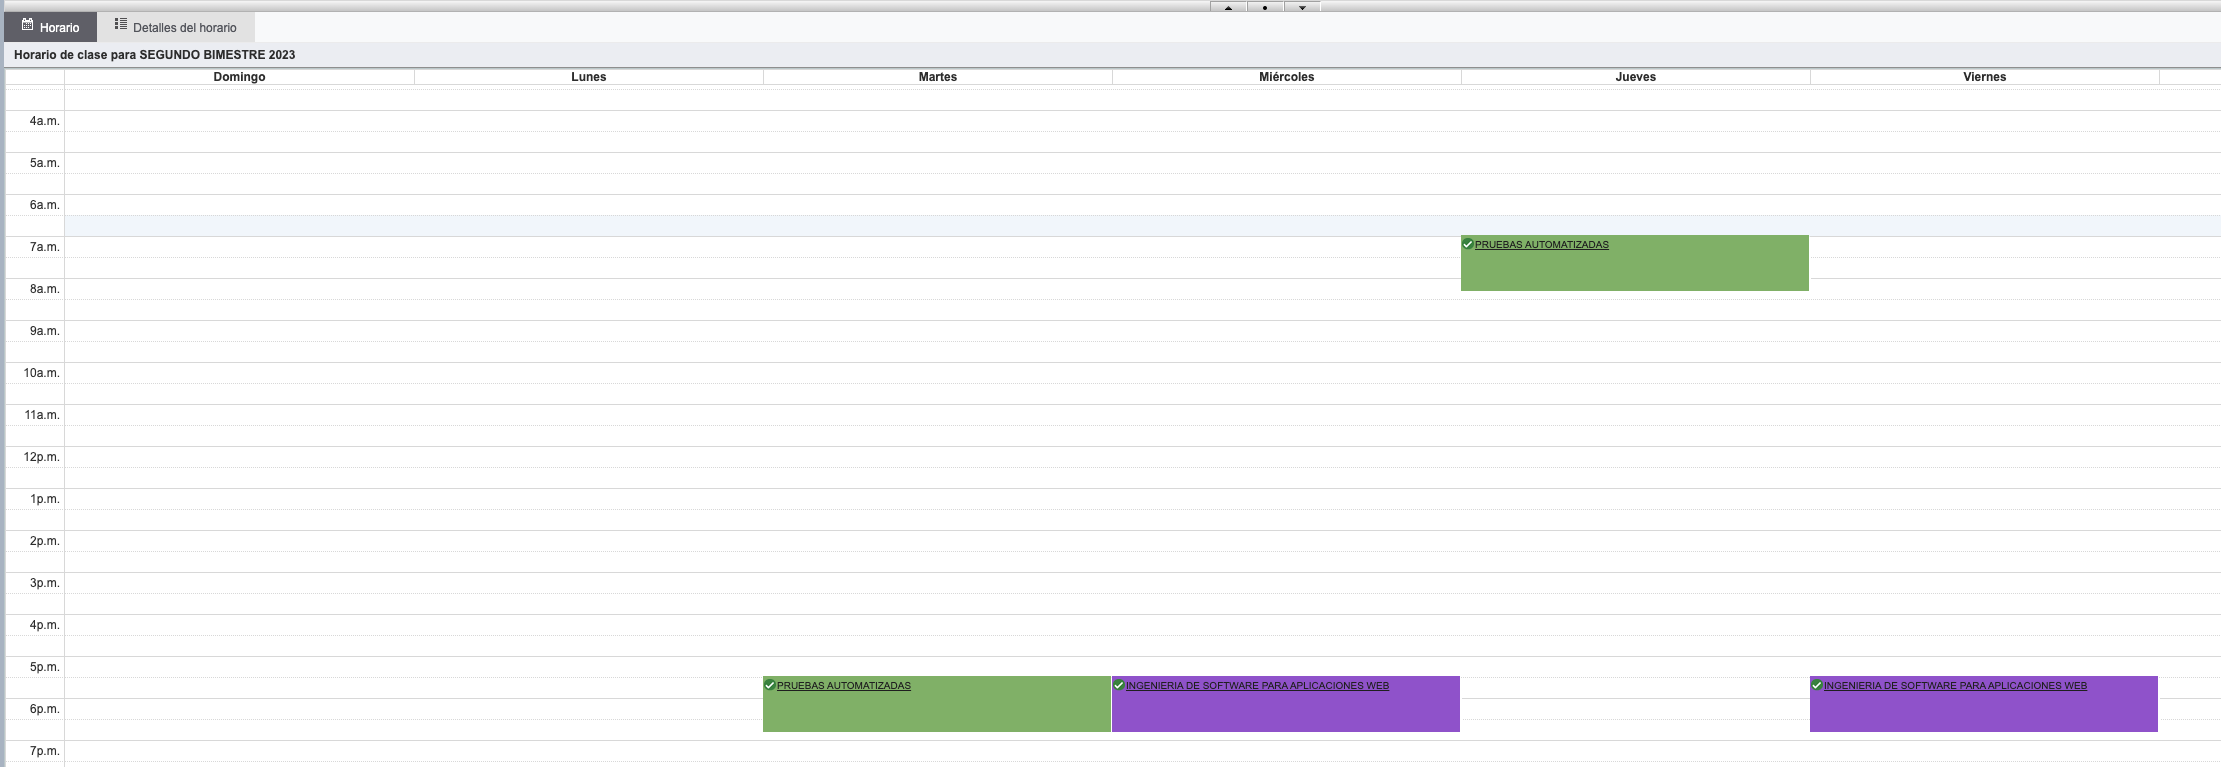 Horario
Detalles del horario
Horario de clase para SEGUNDO BIMESTRE 2023
Domingo Lunes Martes Miércoles Jueves Viernes
4a.m.
5a.m.
6a.m.
7a.m. PRUEBAS AUTOMATIZADAS
8a.m.
9a.m.
10a.m.
11a.m.
12p.m.
1p.m.
2p.m.
3p.m.
4p.m.
5p.m.
PRUEBAS AUTOMATIZADAS INGENIERIA DE SOFTWARE PARA APLICACIONES WEB INGENIERIA DE SOFTWARE PARA APLICACIONES WEB
6p.m.
7p.m.